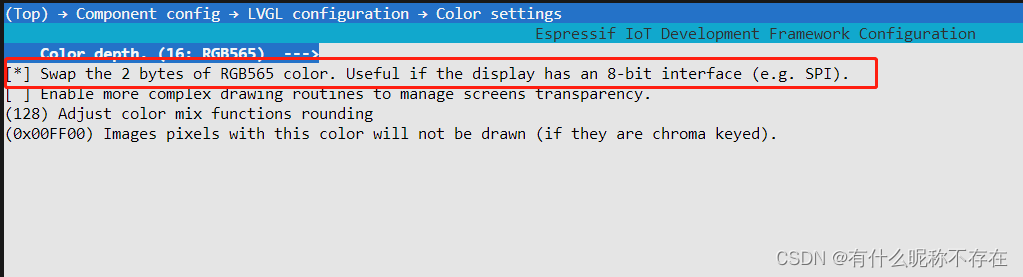 (Top) → Component config → LVGL configuration → Color settings
Espressif IoT Development Framework Configuration
Color depth. (16: RGB565)  --->
[*] Swap the 2 bytes of RGB565 color. Useful if the display has an 8-bit interface (e.g. SPI).
[ ] Enable more complex drawing routines to manage screens transparency.
(128) Adjust color mix functions rounding
(0x00FF00) Images pixels with this color will not be drawn (if they are chroma keyed).
CSDN @有什么昵称不存在